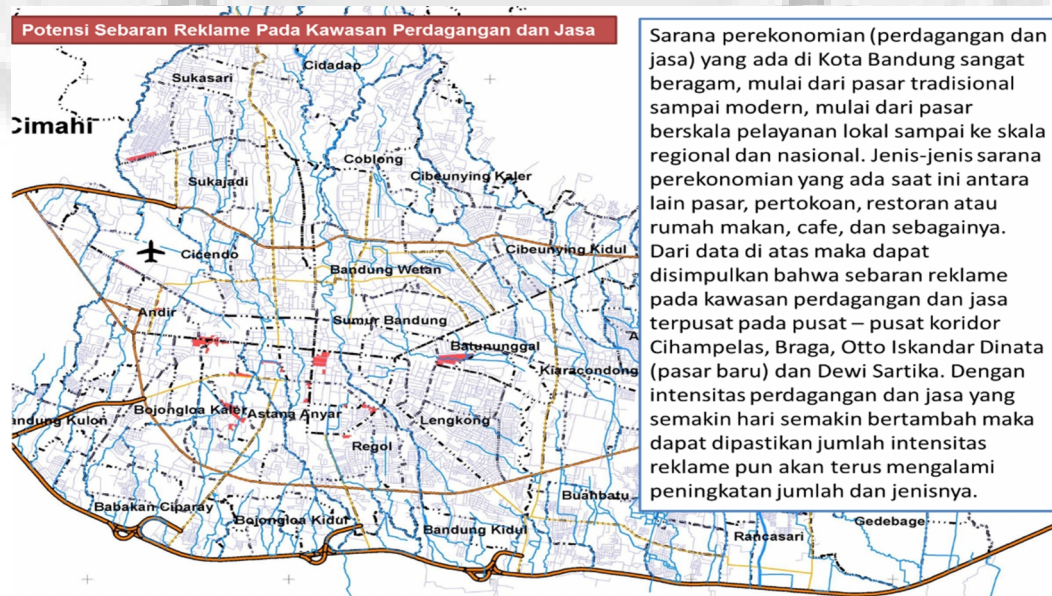 Potensi Sebaran Reklame Pada Kawasan Perdagangan dan Jasa
Sarana perekonomian (perdagangan dan
jasa) yang ada di Kota Bandung sangat
beragam, mulai dari pasar tradisional
sampai modern, mulai dari pasar
berskala pelayanan lokal sampai ke skala
regional dan nasional. Jenis-jenis sarana
perekonomian yang ada saat ini antara
lain pasar, pertokoan, restoran atau
rumah makan, cafe, dan sebagainya.
Dari data di atas maka dapat
disimpulkan bahwa sebaran reklame
pada kawasan perdagangan dan jasa
terpusat pada pusat – pusat koridor
Cihampelas, Braga, Otto Iskandar Dinata
(pasar baru) dan Dewi Sartika. Dengan
intensitas perdagangan dan jasa yang
semakin hari semakin bertambah maka
dapat dipastikan jumlah intensitas
reklame pun akan terus mengalami
peningkatan jumlah dan jenisnya.
Cidadap
Sukasari
Cimahi
Coblong
Cibeunying Kaler
Sukajadi
Cibeunying Kidul
Cicendo
Bandung Wetan
Andir
Sumur Bandung
A
Batununggal
Kiaracondong
Bojongloa Kaler
Astana Anyar
andung Kulon
Lengkong
Regol
Buahbatu
Babakan Ciparay
Bojongloa Kidul
Bandung Kidul
Gedebage
Rancasari